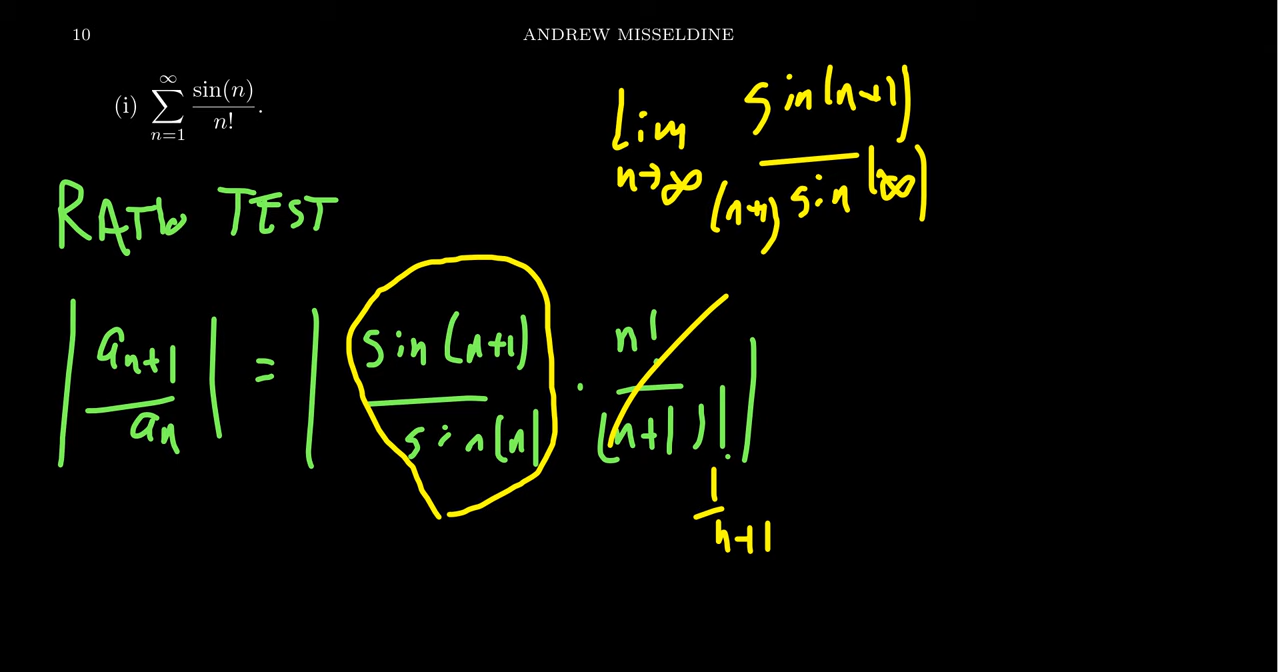 10 ANDREW MISSELDINE
(i) ∑_{n=1}^{∞} sin(n)/n!.
lim_{n→∞} sin(n+1)/(n+1) sin(∞)
RATIO TEST
|a_{n+1}/a_n| = |sin(n+1)/sin(n) · n!/(n+1)!|
1/n+1